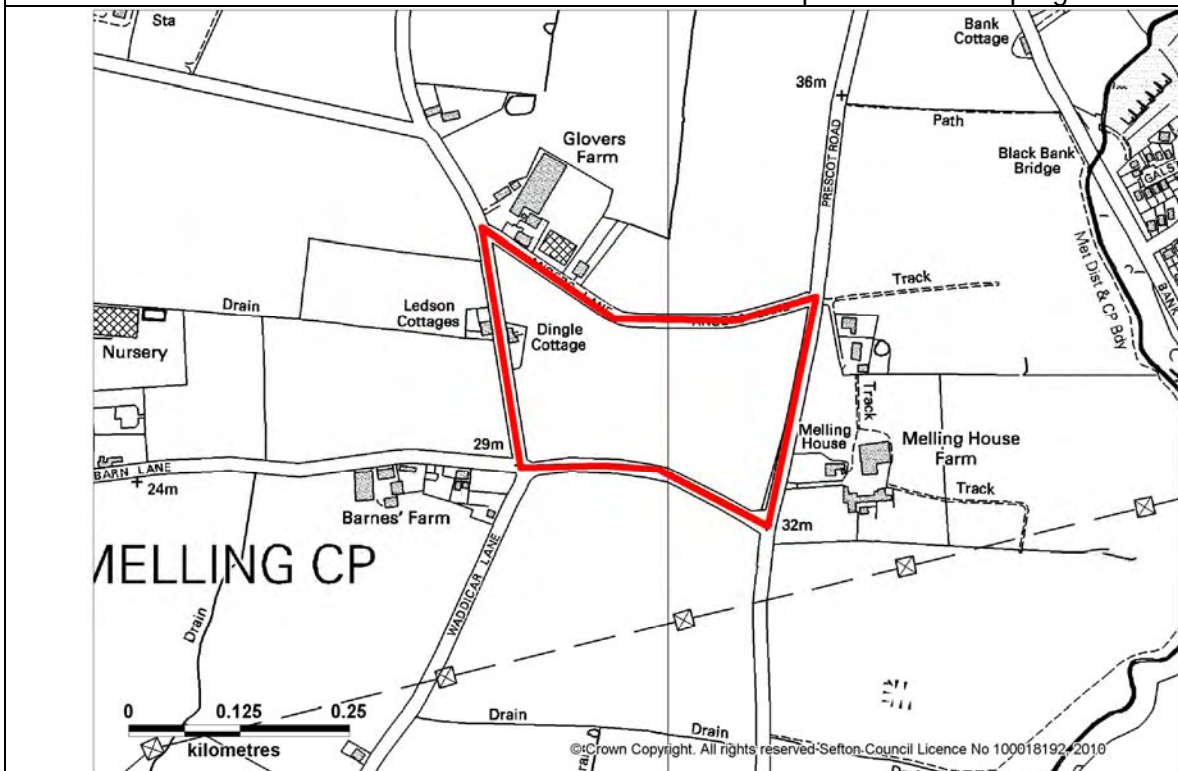 Sta
Bank
Cottage
36m
Path
Glovers
Farm
PRESCOT ROAD
Black Bank
Bridge
Met Dist & CP Bdy
BANK
Track
Drain
Ledson
Cottages
Dingle
Cottage
LANE
Nursery
Track
Melling
House
Melling House
Farm
29m
BARN LANE
24m
Barnes' Farm
Track
32m
MELLING CP
WADDICAR LANE
Drain
0 0.125 0.25
kilometres
Drain
Drain
©Crown Copyright. All rights reserved Sefton Council Licence No 100018192, 2010